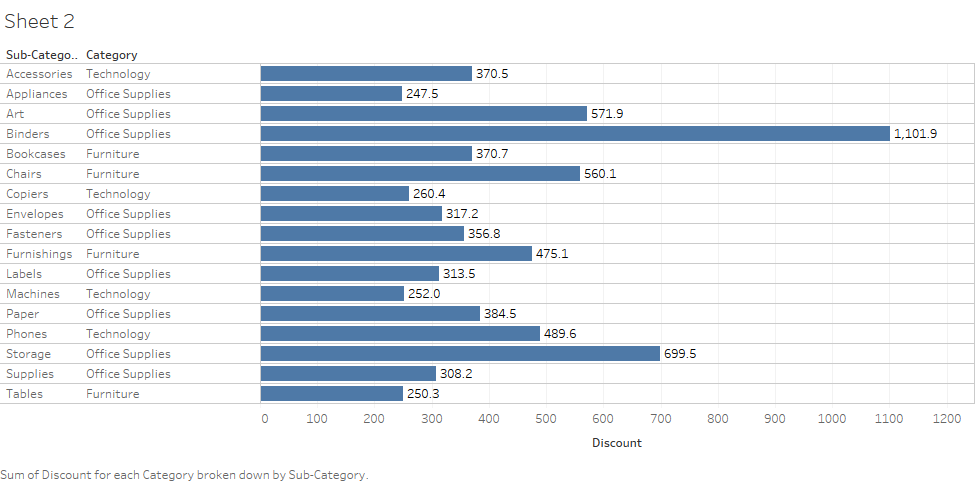 Sheet 2
Sub-Catego.. Category
Accessories Technology 370.5
Appliances Office Supplies 247.5
Art Office Supplies 571.9
Binders Office Supplies 1,101.9
Bookcases Furniture 370.7
Chairs Furniture 560.1
Copiers Technology 260.4
Envelopes Office Supplies 317.2
Fasteners Office Supplies 356.8
Furnishings Furniture 475.1
Labels Office Supplies 313.5
Machines Technology 252.0
Paper Office Supplies 384.5
Phones Technology 489.6
Storage Office Supplies 699.5
Supplies Office Supplies 308.2
Tables Furniture 250.3
0 100 200 300 400 500 600 700 800 900 1000 1100 1200
Discount
Sum of Discount for each Category broken down by Sub-Category.